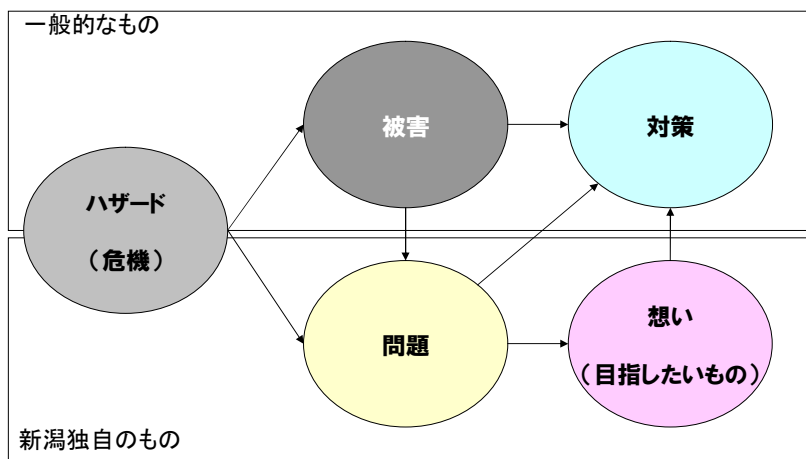 一般的なもの
被害
対策
ハザード
（危機）
問題
想い
（目指したいもの）
新潟独自のもの